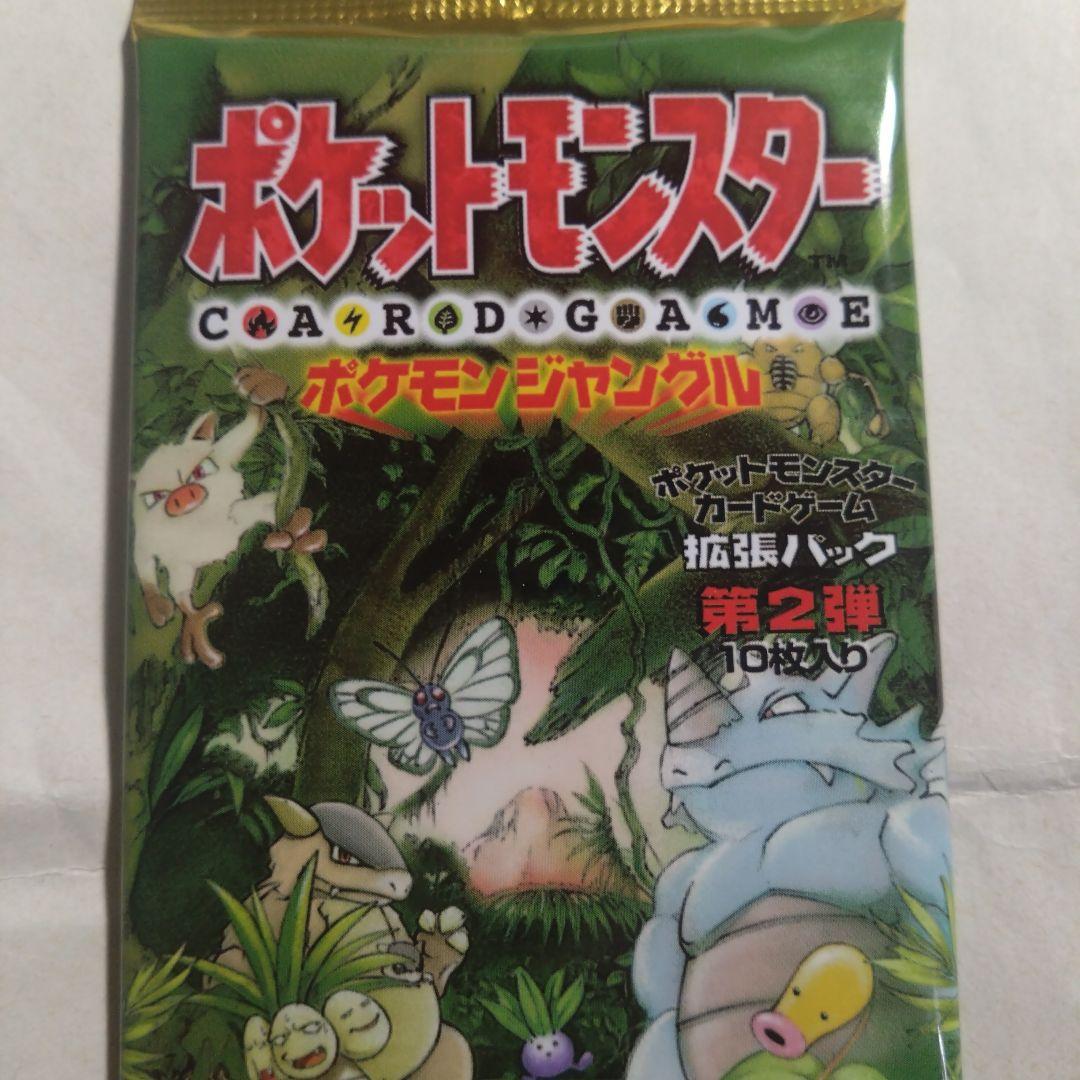 ポケットモンスター
TM
CARD GAME
ポケモンジャングル
ポケットモンスター
カードゲーム
拡張パック
第2弾
10枚入り